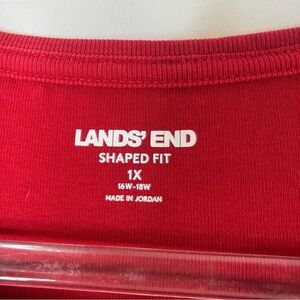 LANDS' END
SHAPED FIT
1X
16W-18W
MADE IN JORDAN